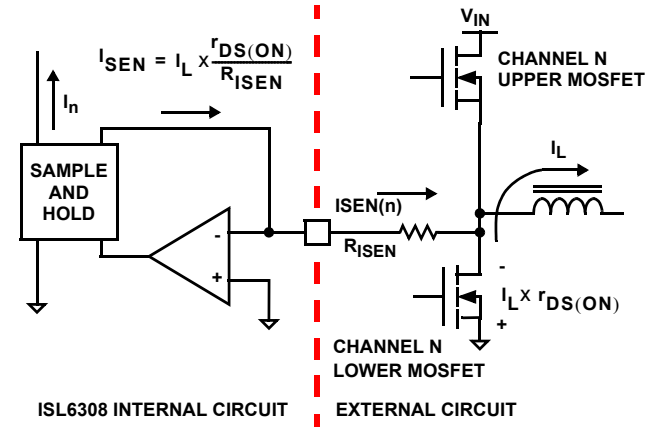 V_IN
I_SEN = I_L x r_DS(ON) / R_ISEN
CHANNEL N
UPPER MOSFET
I_n
I_L
SAMPLE
AND
HOLD
ISEN(n)
R_ISEN
-
+
-
I_L x r_DS(ON)
+
CHANNEL N
LOWER MOSFET
ISL6308 INTERNAL CIRCUIT
EXTERNAL CIRCUIT